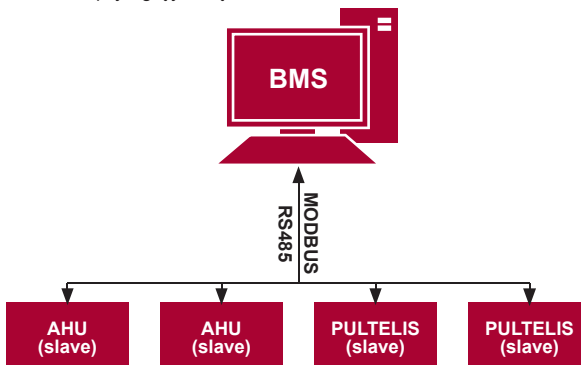 BMS
MODBUS
RS485
AHU
(slave)
AHU
(slave)
PULTELIS
(slave)
PULTELIS
(slave)